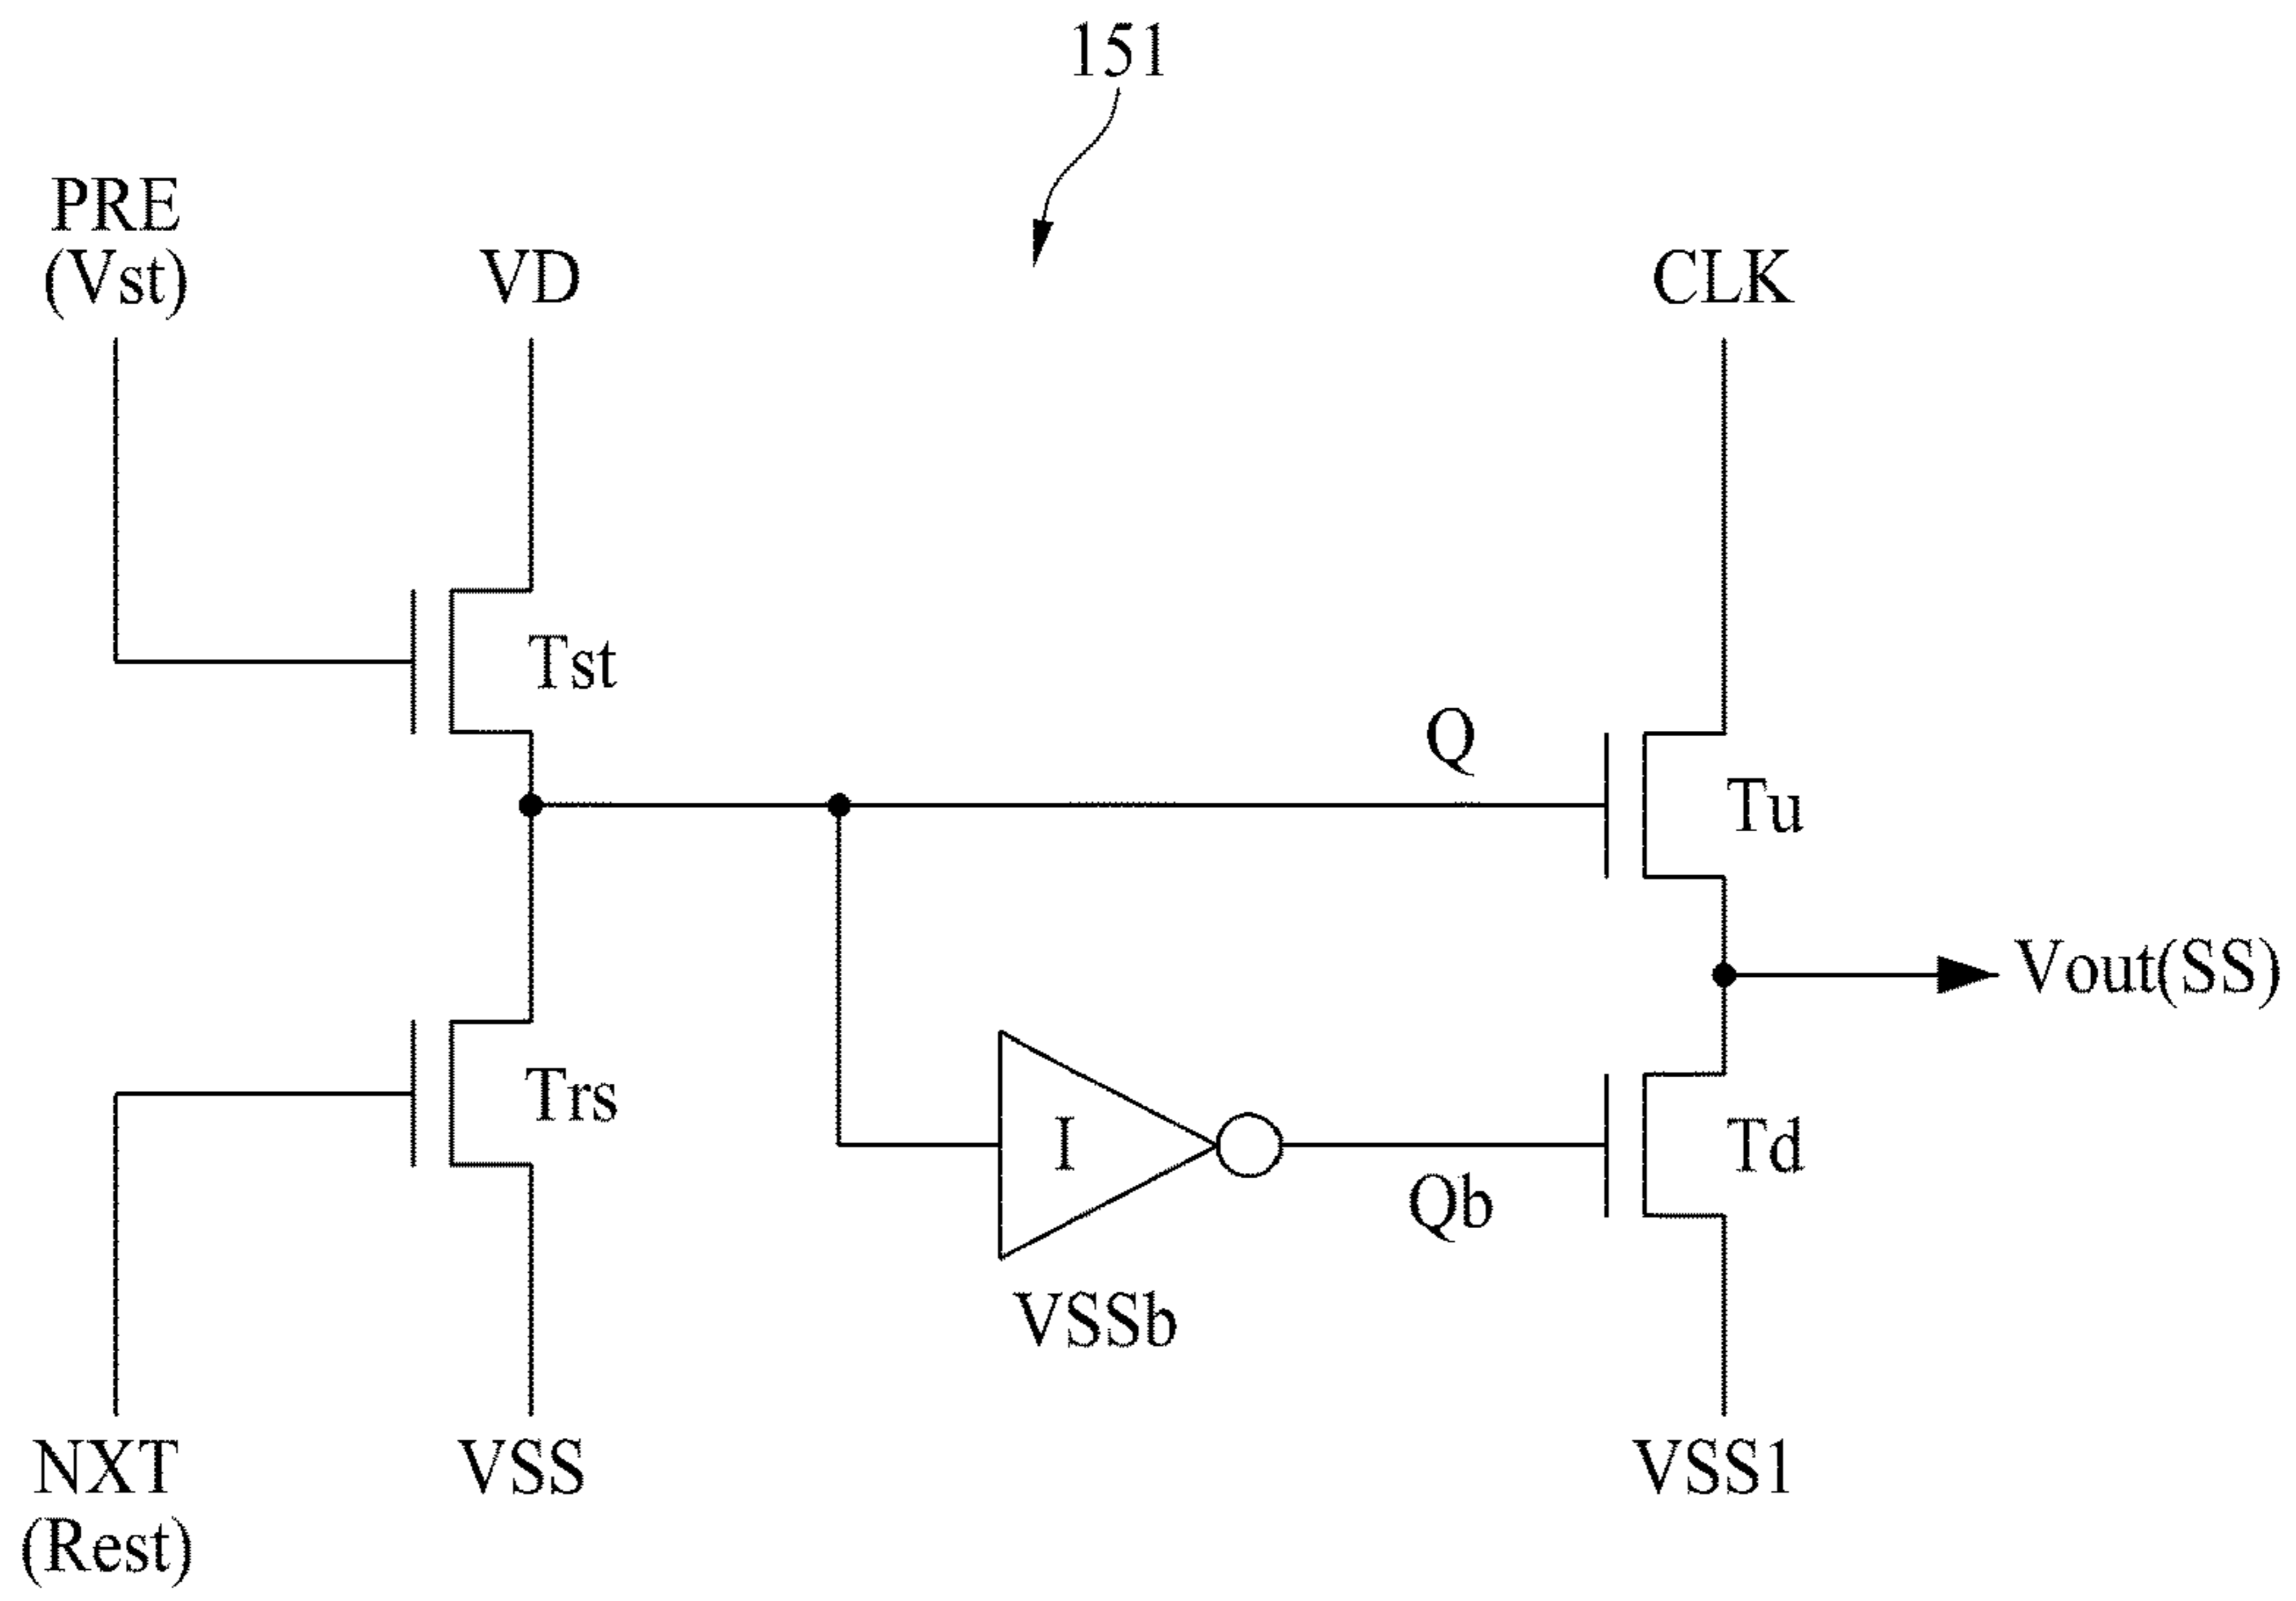 151
PRE
(Vst)
VD
CLK
Tst
Q
Tu
Vout(SS)
Trs
I
Td
Qb
VSSb
NXT
(Rest)
VSS
VSS1